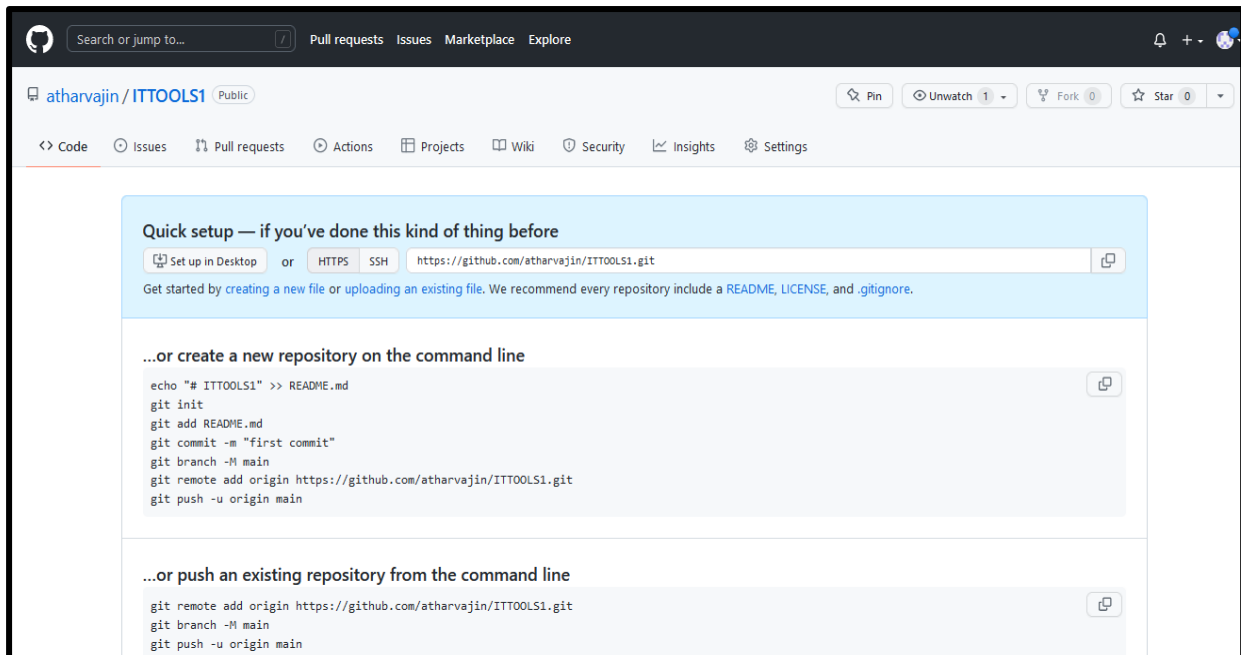 Search or jump to... / Pull requests Issues Marketplace Explore
atharvajin / ITTOOLS1 Public Pin Unwatch 1 Fork 0 Star 0
Code Issues Pull requests Actions Projects Wiki Security Insights Settings
Quick setup — if you've done this kind of thing before
Set up in Desktop or HTTPS SSH https://github.com/atharvajin/ITTOOLS1.git
Get started by creating a new file or uploading an existing file. We recommend every repository include a README, LICENSE, and .gitignore.
...or create a new repository on the command line
echo "# ITTOOLS1" >> README.md
git init
git add README.md
git commit -m "first commit"
git branch -M main
git remote add origin https://github.com/atharvajin/ITTOOLS1.git
git push -u origin main
...or push an existing repository from the command line
git remote add origin https://github.com/atharvajin/ITTOOLS1.git
git branch -M main
git push -u origin main